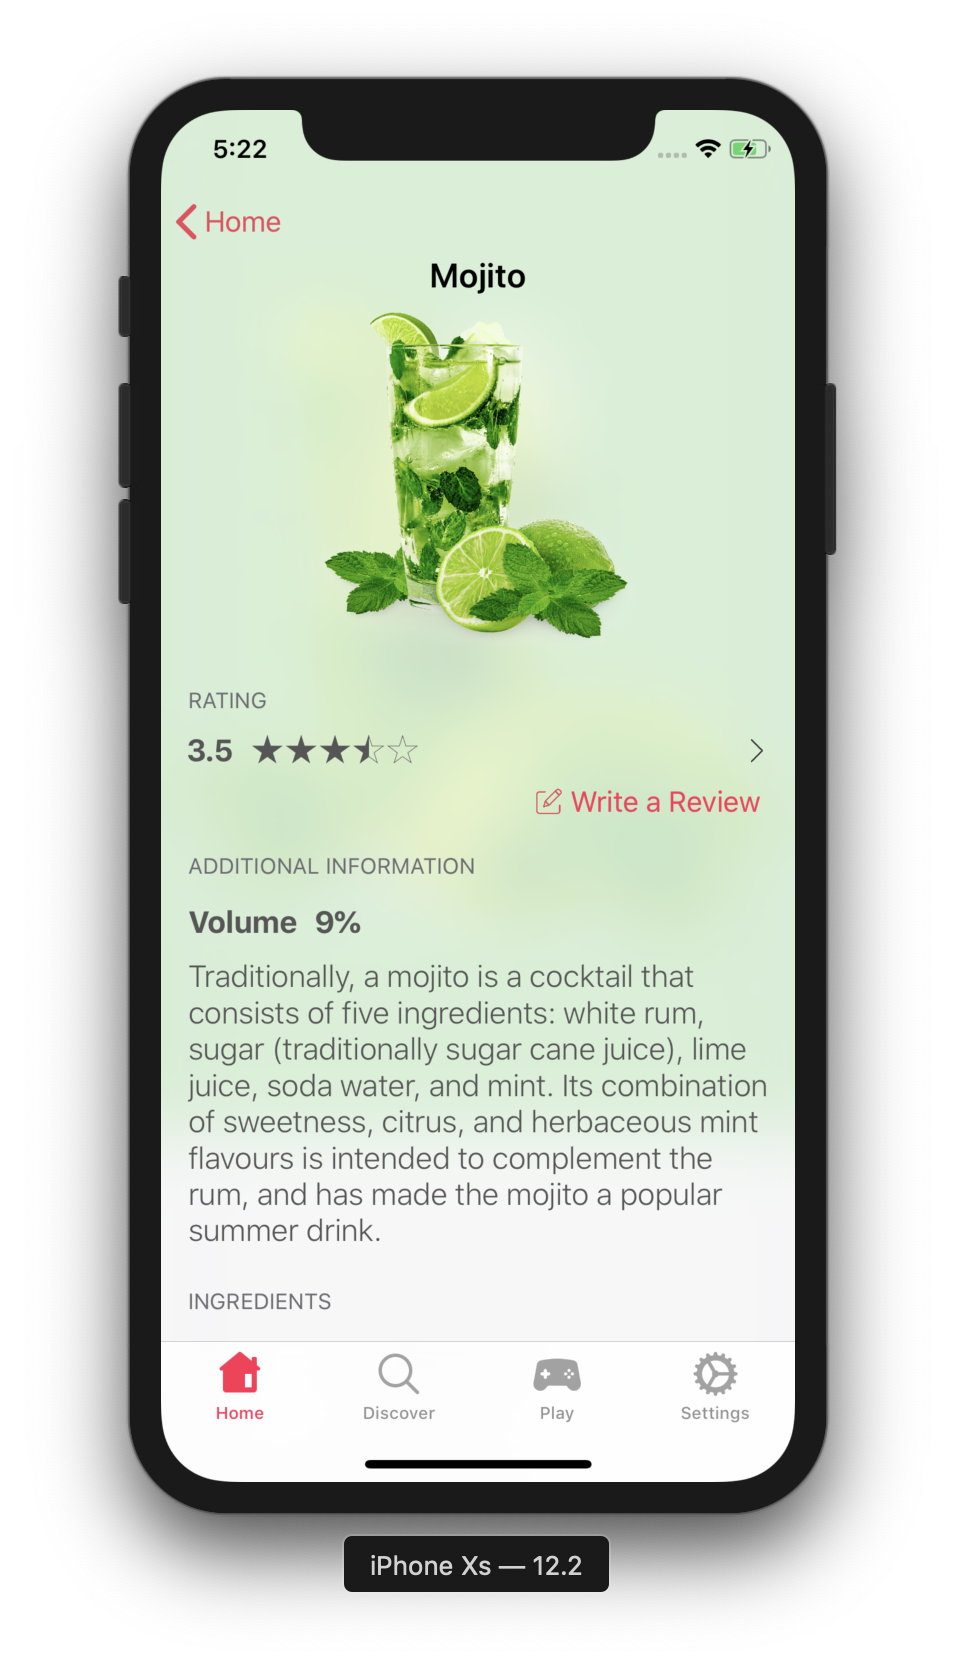 5:22
Home
Mojito
RATING
3.5
Write a Review
ADDITIONAL INFORMATION
Volume 9%
Traditionally, a mojito is a cocktail that
consists of five ingredients: white rum,
sugar (traditionally sugar cane juice), lime
juice, soda water, and mint. Its combination
of sweetness, citrus, and herbaceous mint
flavours is intended to complement the
rum, and has made the mojito a popular
summer drink.
INGREDIENTS
Home Discover Play Settings
iPhone Xs — 12.2